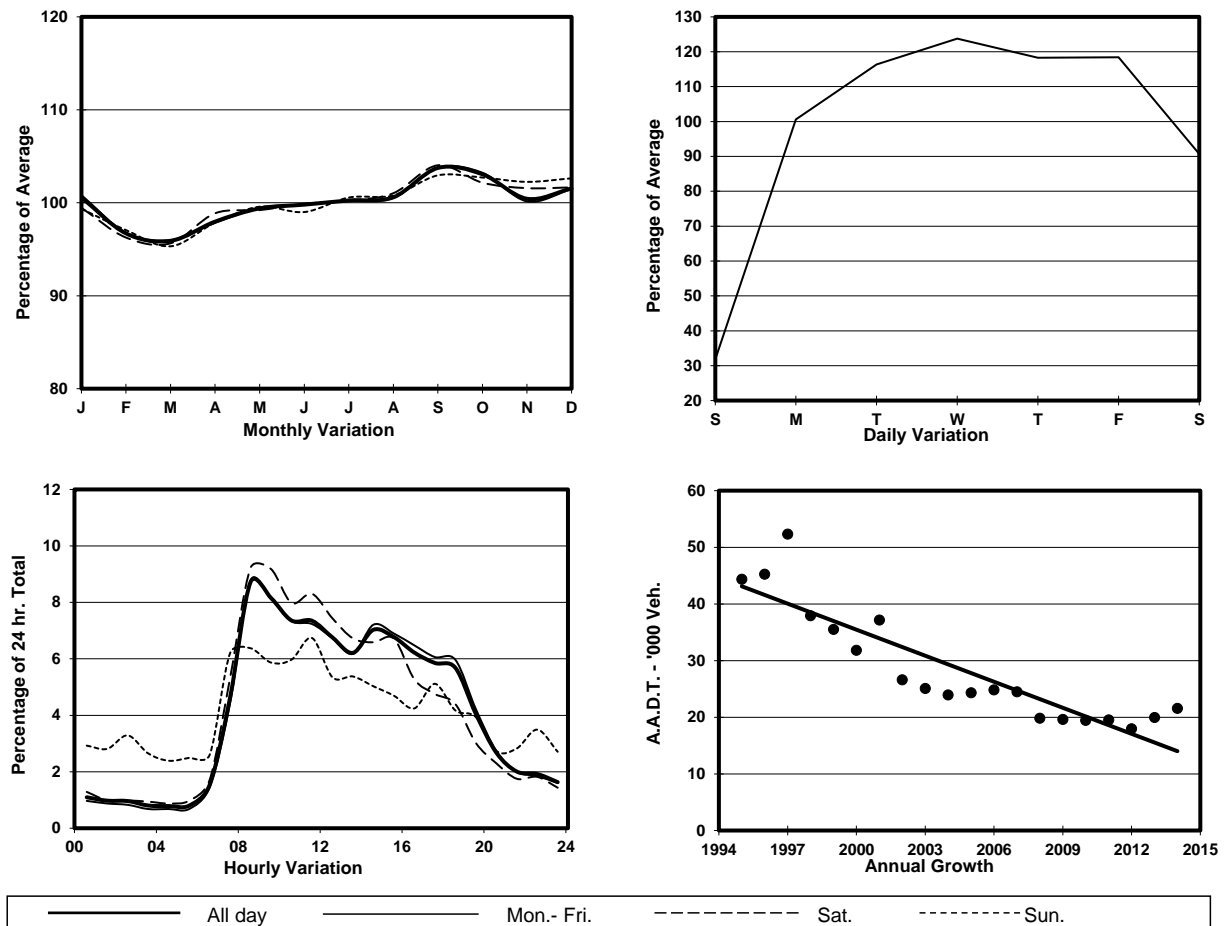 Percentage of Average
120
110
100
90
80
J F M A M J J A S O N D
Monthly Variation
Percentage of Average
130
120
110
100
90
80
70
60
50
40
30
20
S M T W T F S
Daily Variation
Percentage of 24 hr. Total
12
10
8
6
4
2
0
00 04 08 12 16 20 24
Hourly Variation
A.A.D.T. - '000 Veh.
60
50
40
30
20
10
0
1994 1997 2000 2003 2006 2009 2012 2015
Annual Growth
All day Mon.- Fri. Sat. Sun.